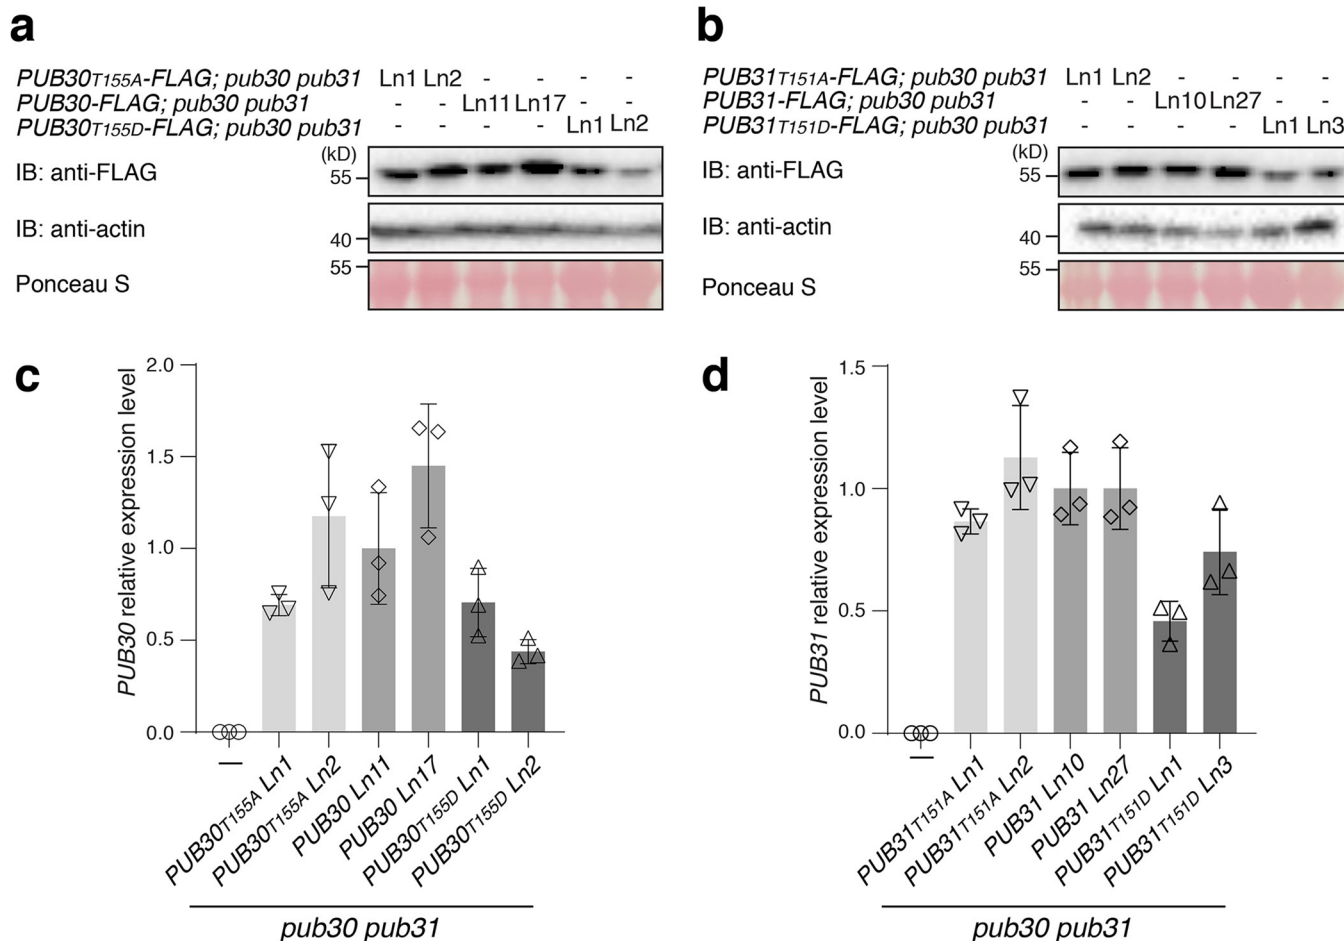 a
PUB30T155A-FLAG; pub30 pub31 Ln1 Ln2 - - - -
PUB30-FLAG; pub30 pub31 - - Ln11 Ln17 - -
PUB30T155D-FLAG; pub30 pub31 - - - - Ln1 Ln2
(kD)
IB: anti-FLAG 55
IB: anti-actin 40
Ponceau S 55
b
PUB31T151A-FLAG; pub30 pub31 Ln1 Ln2 - - - -
PUB31-FLAG; pub30 pub31 - - Ln10 Ln27 - -
PUB31T151D-FLAG; pub30 pub31 - - - - Ln1 Ln3
(kD)
IB: anti-FLAG 55
IB: anti-actin 40
Ponceau S 55
c
PUB30 relative expression level
2.0
1.5
1.0
0.5
0.0
–
PUB30T155A Ln1
PUB30T155A Ln2
PUB30 Ln11
PUB30 Ln17
PUB30T155D Ln1
PUB30T155D Ln2
pub30 pub31
d
PUB31 relative expression level
1.5
1.0
0.5
0.0
–
PUB31T151A Ln1
PUB31T151A Ln2
PUB31 Ln10
PUB31 Ln27
PUB31T151D Ln1
PUB31T151D Ln3
pub30 pub31